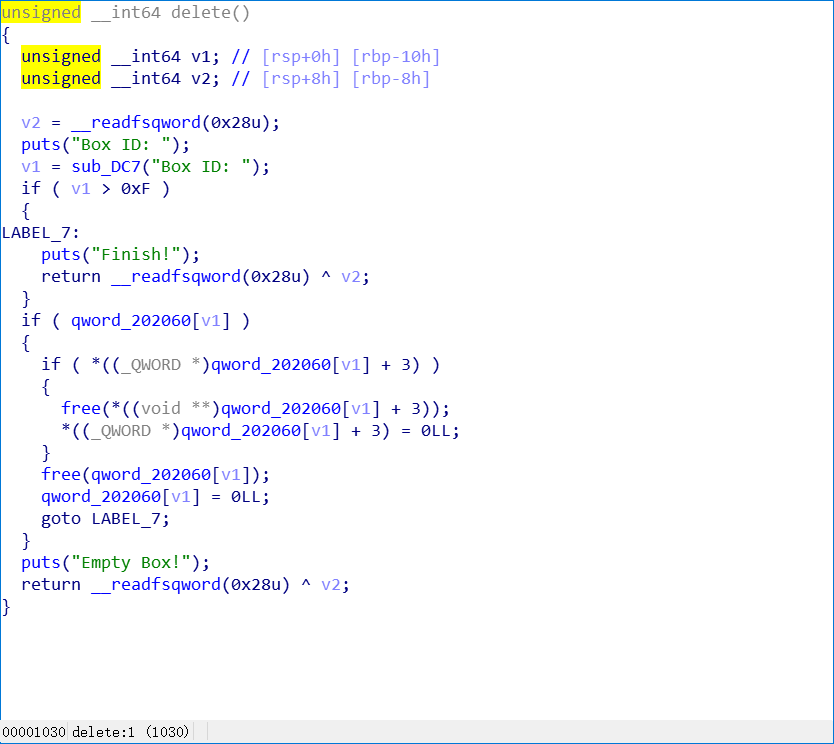 unsigned __int64 delete()
{
  unsigned __int64 v1; // [rsp+0h] [rbp-10h]
  unsigned __int64 v2; // [rsp+8h] [rbp-8h]

  v2 = __readfsqword(0x28u);
  puts("Box ID: ");
  v1 = sub_DC7("Box ID: ");
  if ( v1 > 0xF )
  {
LABEL_7:
    puts("Finish!");
    return __readfsqword(0x28u) ^ v2;
  }
  if ( qword_202060[v1] )
  {
    if ( *((_QWORD *)qword_202060[v1] + 3) )
    {
      free(*((void **)qword_202060[v1] + 3));
      *((_QWORD *)qword_202060[v1] + 3) = 0LL;
    }
    free(qword_202060[v1]);
    qword_202060[v1] = 0LL;
    goto LABEL_7;
  }
  puts("Empty Box!");
  return __readfsqword(0x28u) ^ v2;
}
00001030 delete:1 (1030)